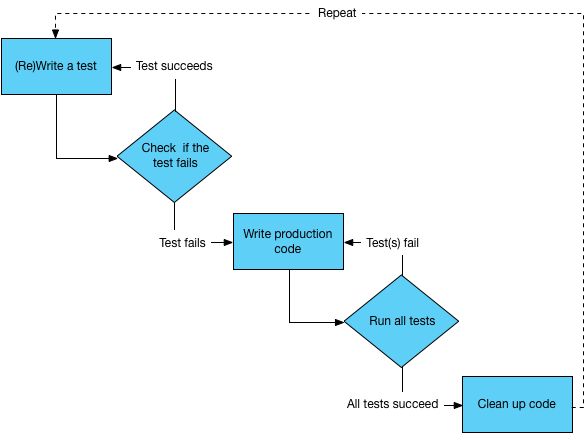 Repeat
(Re)Write a test
Test succeeds
Check if the
test fails
Test fails
Write production
code
Test(s) fail
Run all tests
All tests succeed
Clean up code